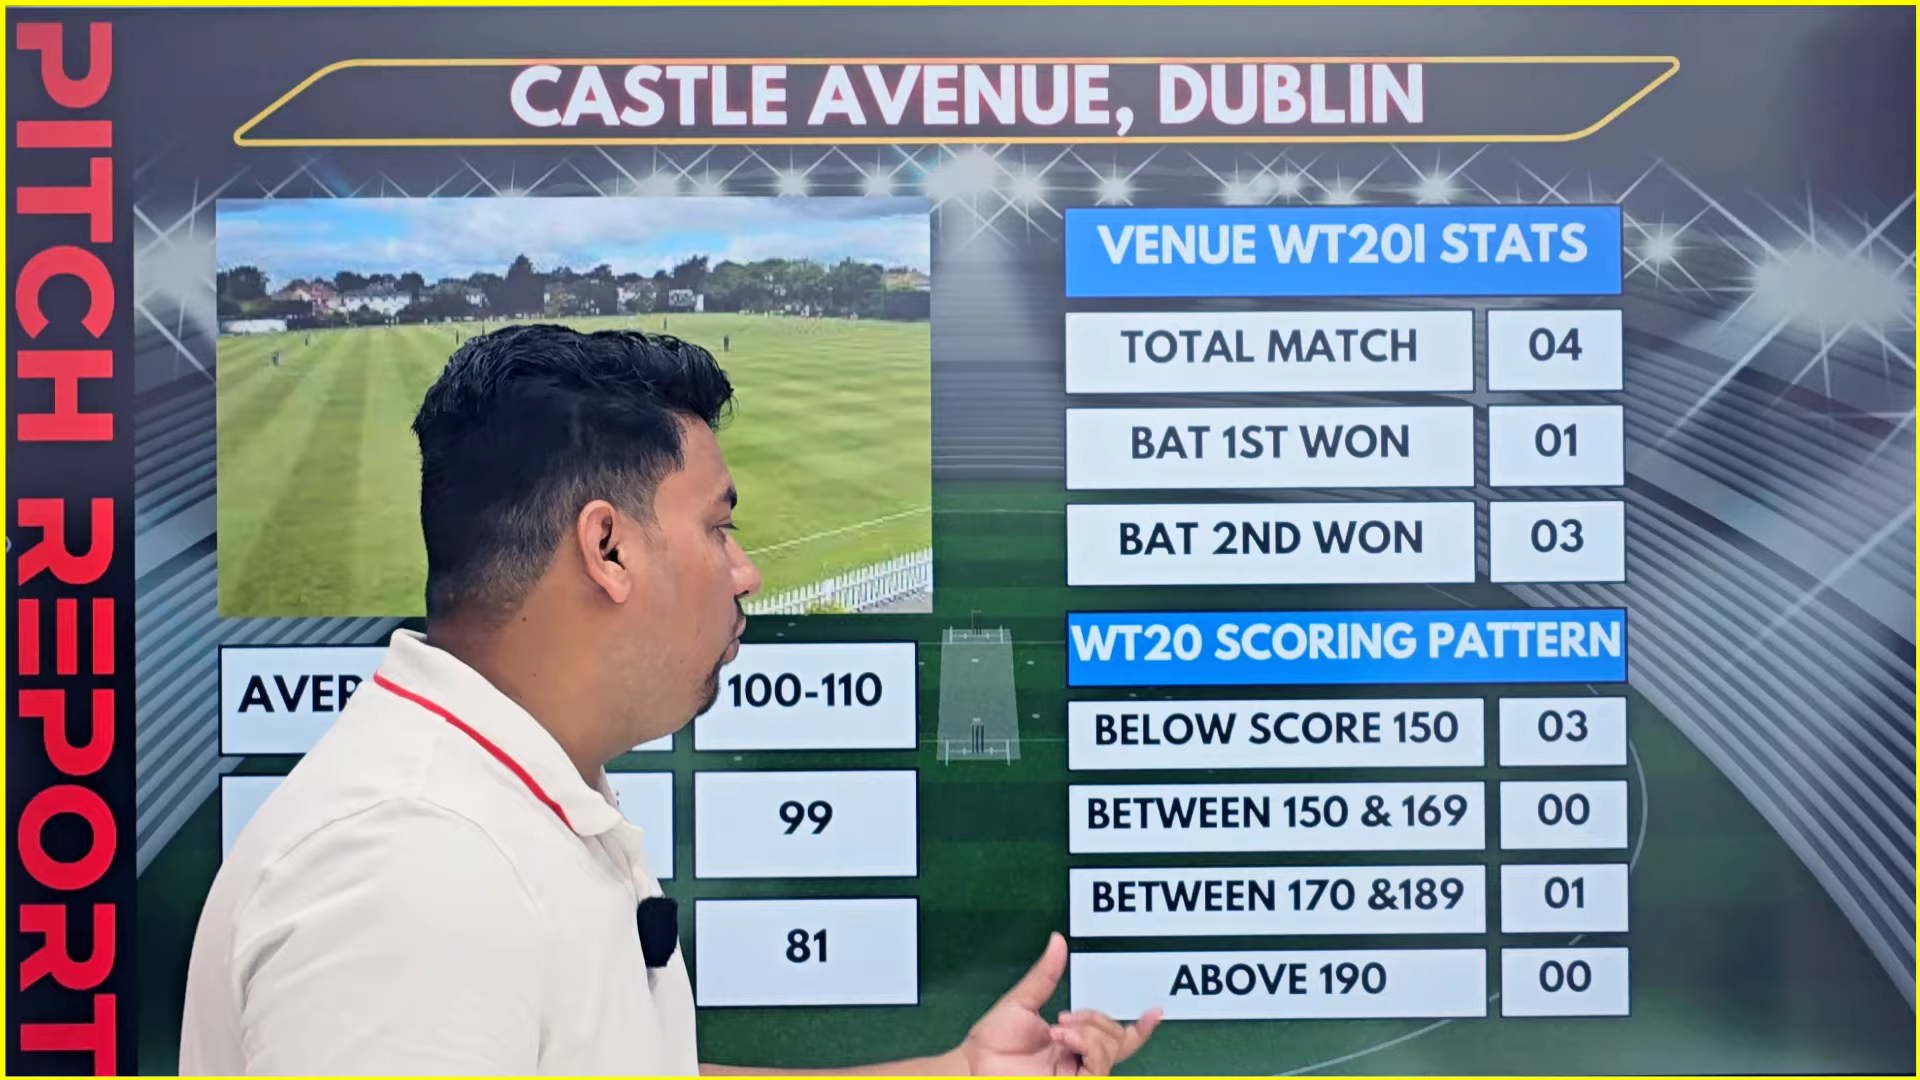 PITCH REPORT
CASTLE AVENUE, DUBLIN
VENUE WT20I STATS
TOTAL MATCH 04
BAT 1ST WON 01
BAT 2ND WON 03
WT20 SCORING PATTERN
BELOW SCORE 150 03
BETWEEN 150 & 169 00
BETWEEN 170 &189 01
ABOVE 190 00
100-110
99
81